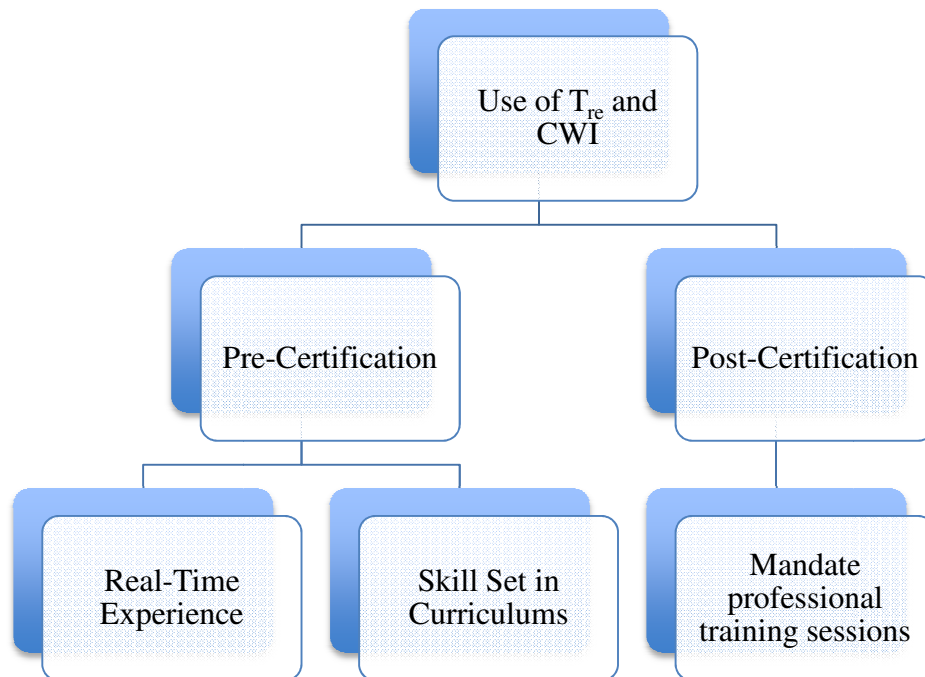 Use of Tre and
CWI
Pre-Certification
Post-Certification
Real-Time
Experience
Skill Set in
Curriculums
Mandate
professional
training sessions